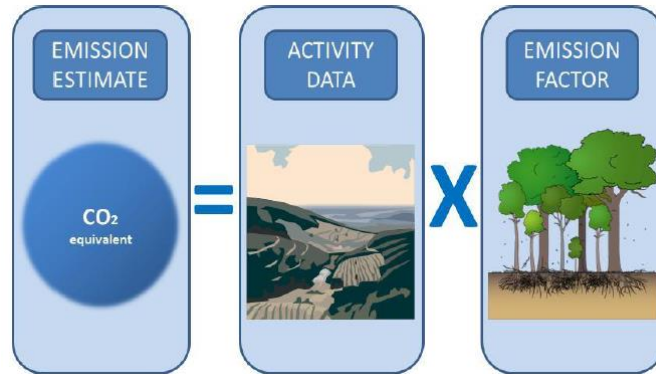 EMISSION
ESTIMATE
CO₂
equivalent
=
ACTIVITY
DATA
X
EMISSION
FACTOR